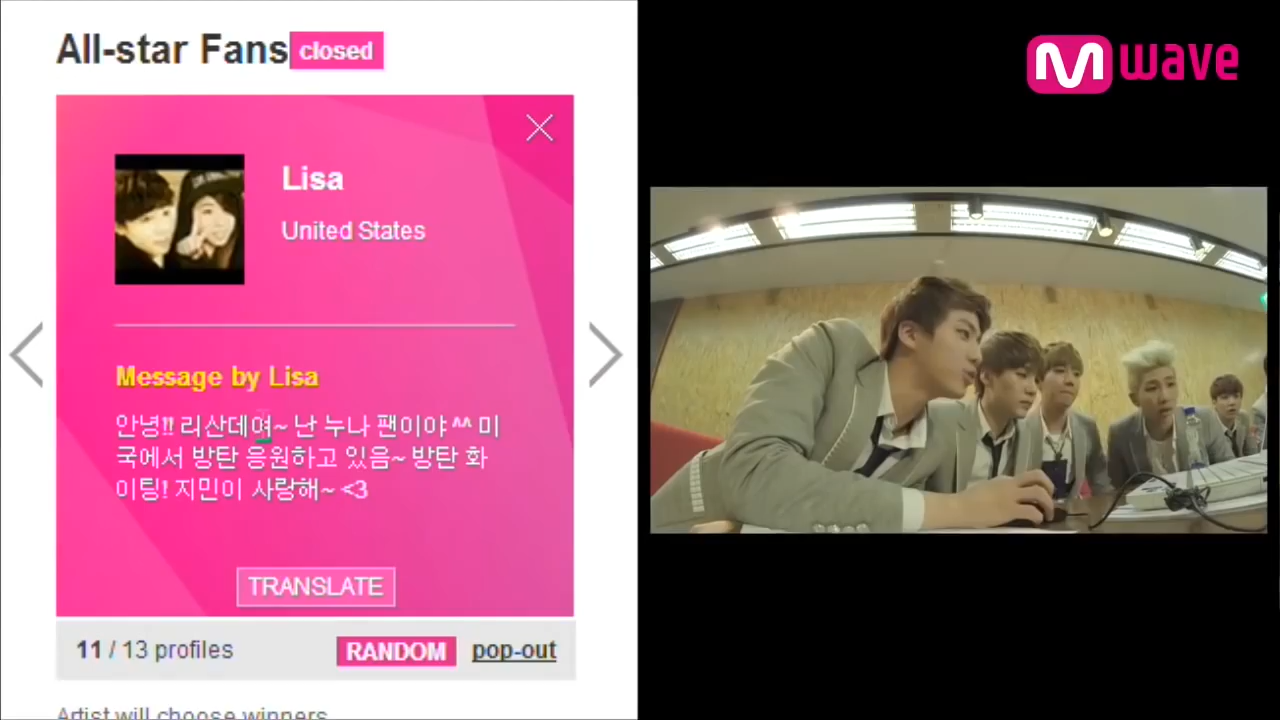 All-star Fans closed
M wave
Lisa
United States
Message by Lisa
안녕!! 리산데여~ 난 누나 팬이야 ^^ 미
국에서 방탄 응원하고 있음~ 방탄 화
이팅! 지민이 사랑해~ <3
TRANSLATE
11 / 13 profiles RANDOM pop-out
Artist will choose winners